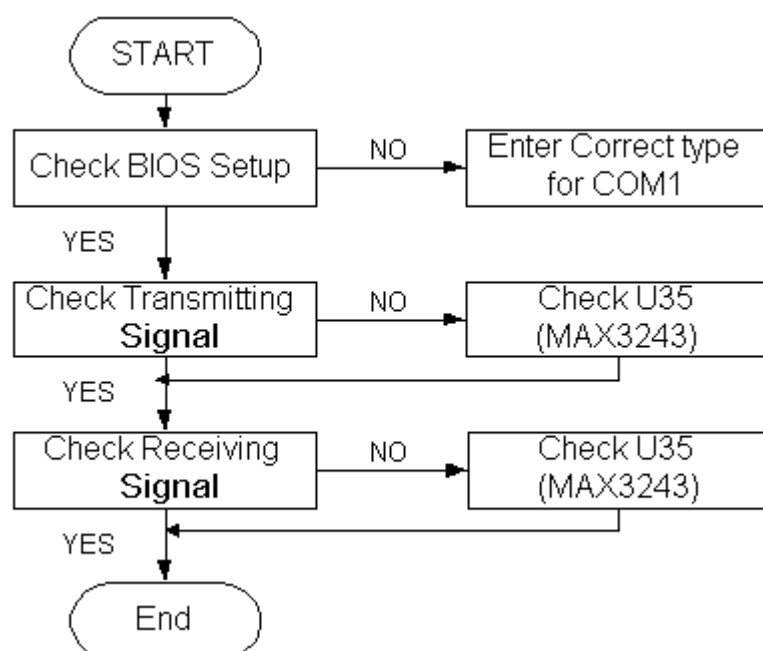 START
Check BIOS Setup
NO
Enter Correct type
for COM1
YES
Check Transmitting
Signal
NO
Check U35
(MAX3243)
YES
Check Receiving
Signal
NO
Check U35
(MAX3243)
YES
End